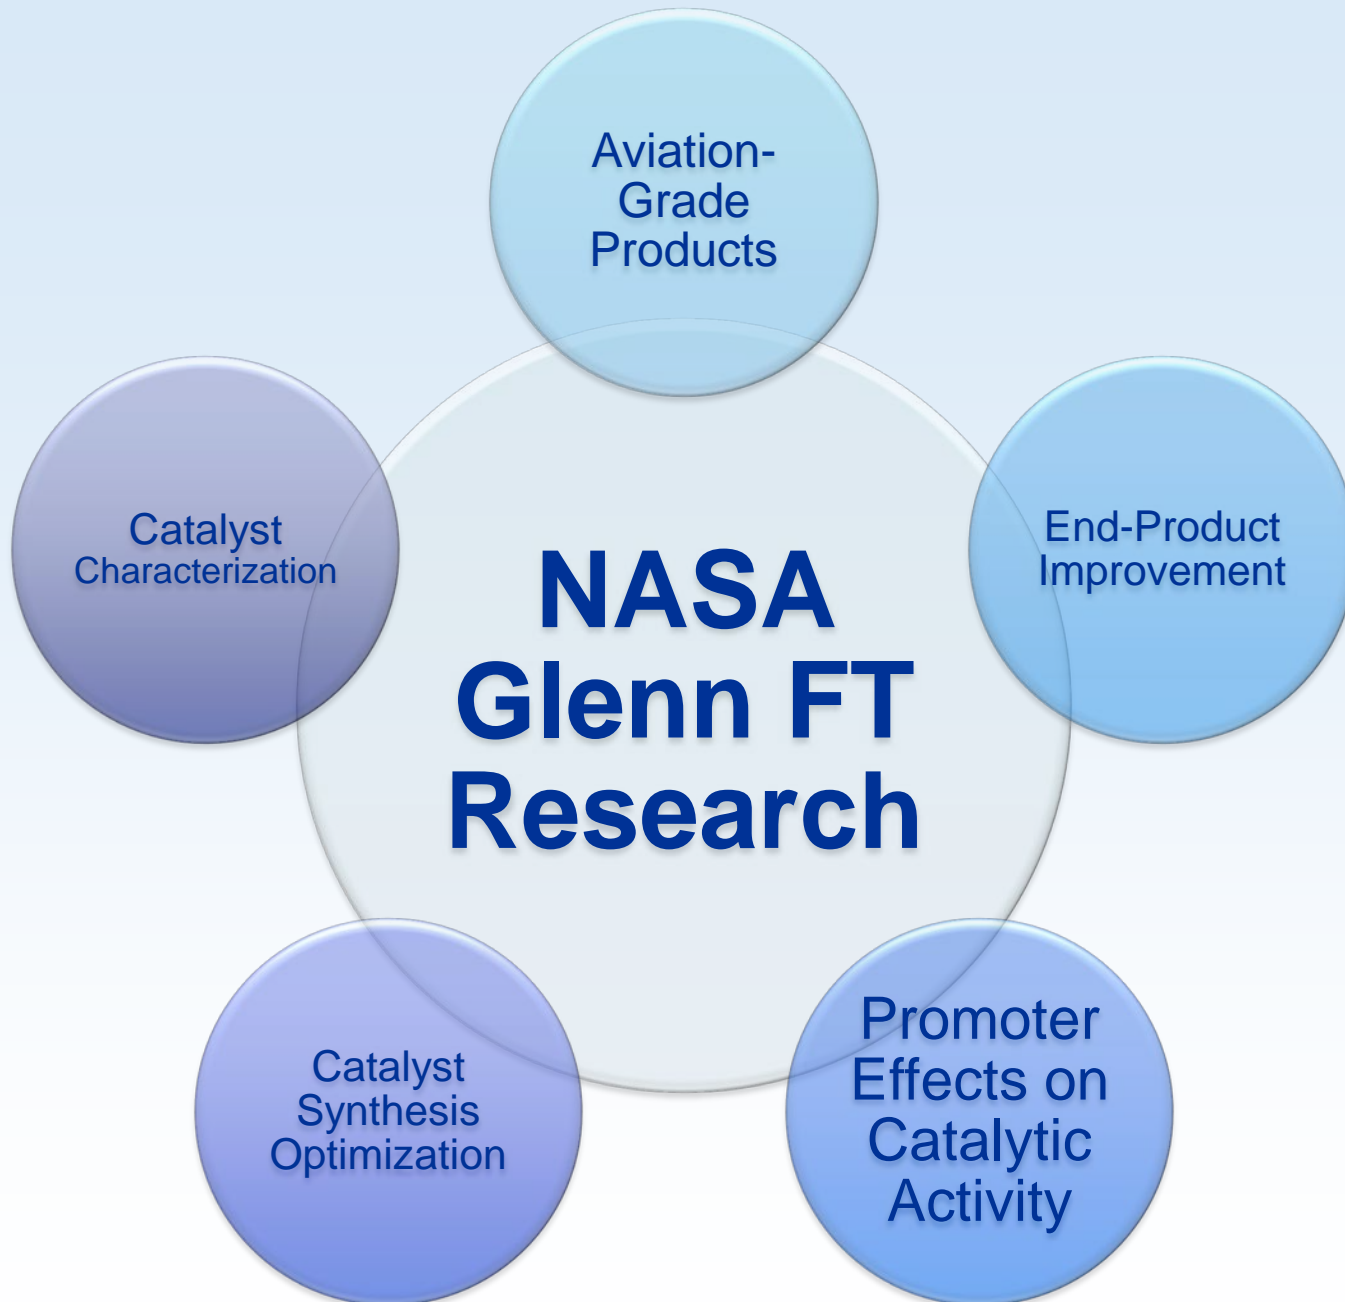 Aviation-
Grade
Products
End-Product
Improvement
Promoter
Effects on
Catalytic
Activity
Catalyst
Synthesis
Optimization
Catalyst
Characterization
NASA
Glenn FT
Research